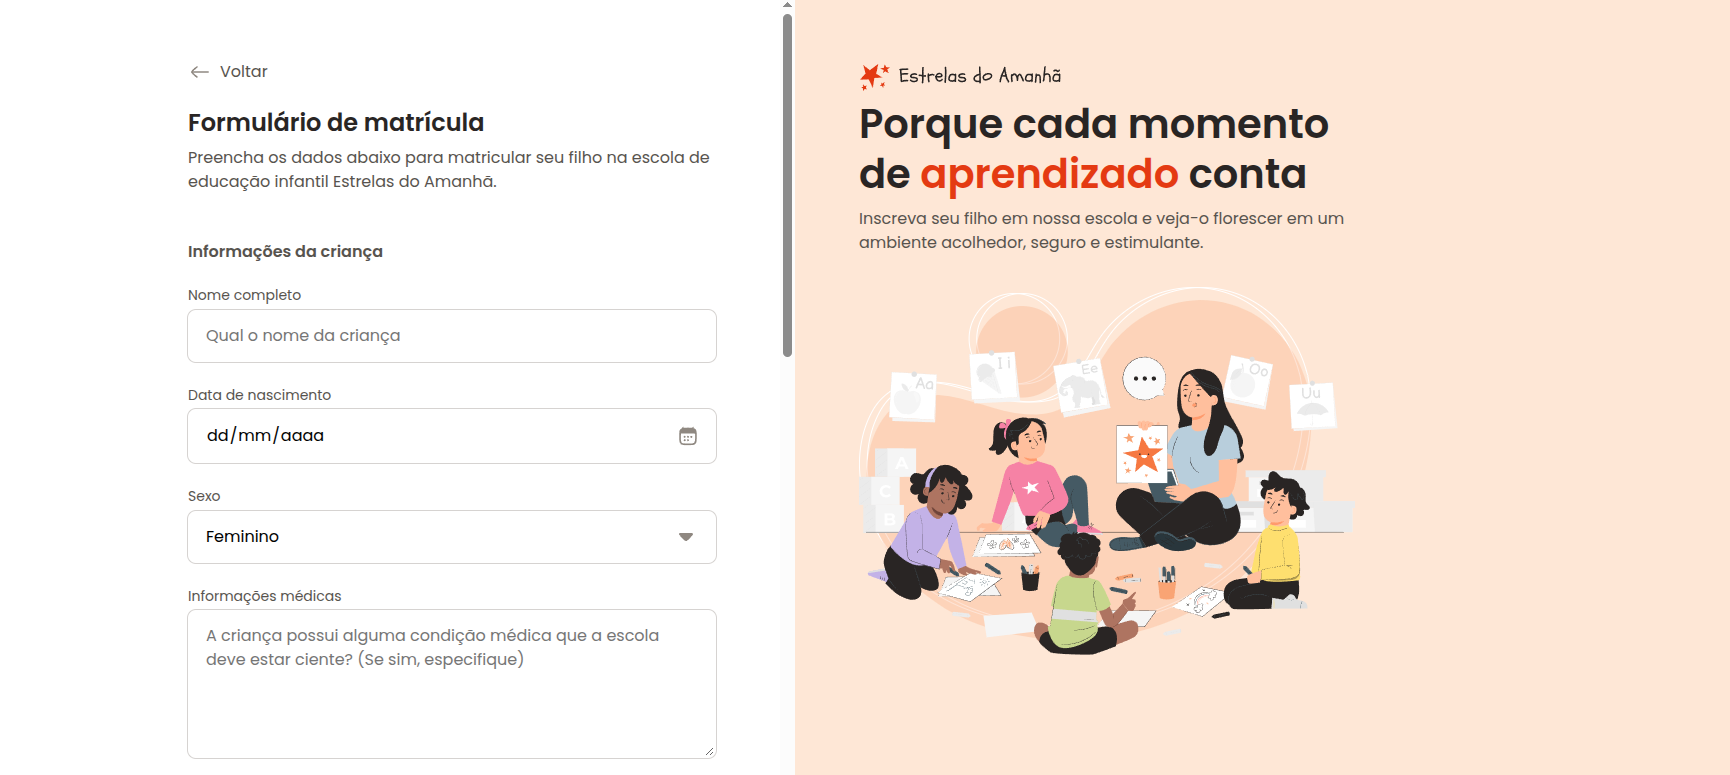 Voltar
Formulário de matrícula
Preencha os dados abaixo para matricular seu filho na escola de
educação infantil Estrelas do Amanhã.
Informações da criança
Nome completo
Qual o nome da criança
Data de nascimento
dd/mm/aaaa
Sexo
Feminino
Informações médicas
A criança possui alguma condição médica que a escola
deve estar ciente? (Se sim, especifique)
Estrelas do Amanhã
Porque cada momento
de aprendizado conta
Inscreva seu filho em nossa escola e veja-o florescer em um
ambiente acolhedor, seguro e estimulante.
Aa
Ii
Ee
Oo
Uu
A
C
B